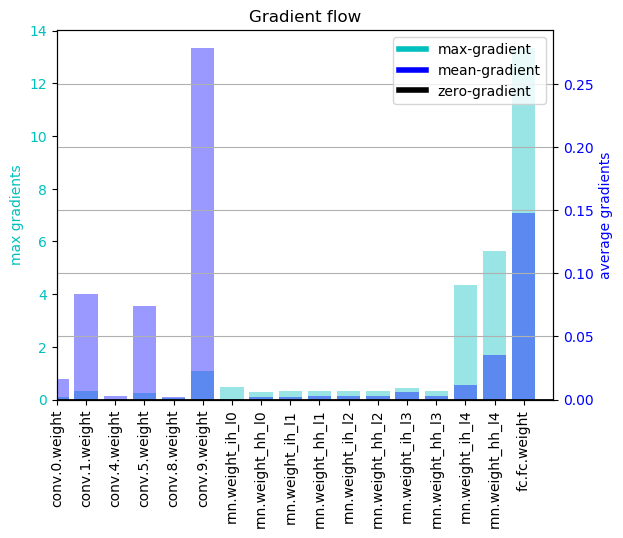 Gradient flow
max-gradient
mean-gradient
zero-gradient
14
12
10
8
6
4
2
0
max gradients
0.25
0.20
0.15
0.10
0.05
0.00
average gradients
conv.0.weight
conv.1.weight
conv.4.weight
conv.5.weight
conv.8.weight
conv.9.weight
rnn.weight_ih_l0
rnn.weight_hh_l0
rnn.weight_ih_l1
rnn.weight_hh_l1
rnn.weight_ih_l2
rnn.weight_hh_l2
rnn.weight_ih_l3
rnn.weight_hh_l3
rnn.weight_ih_l4
rnn.weight_hh_l4
fc.fc.weight